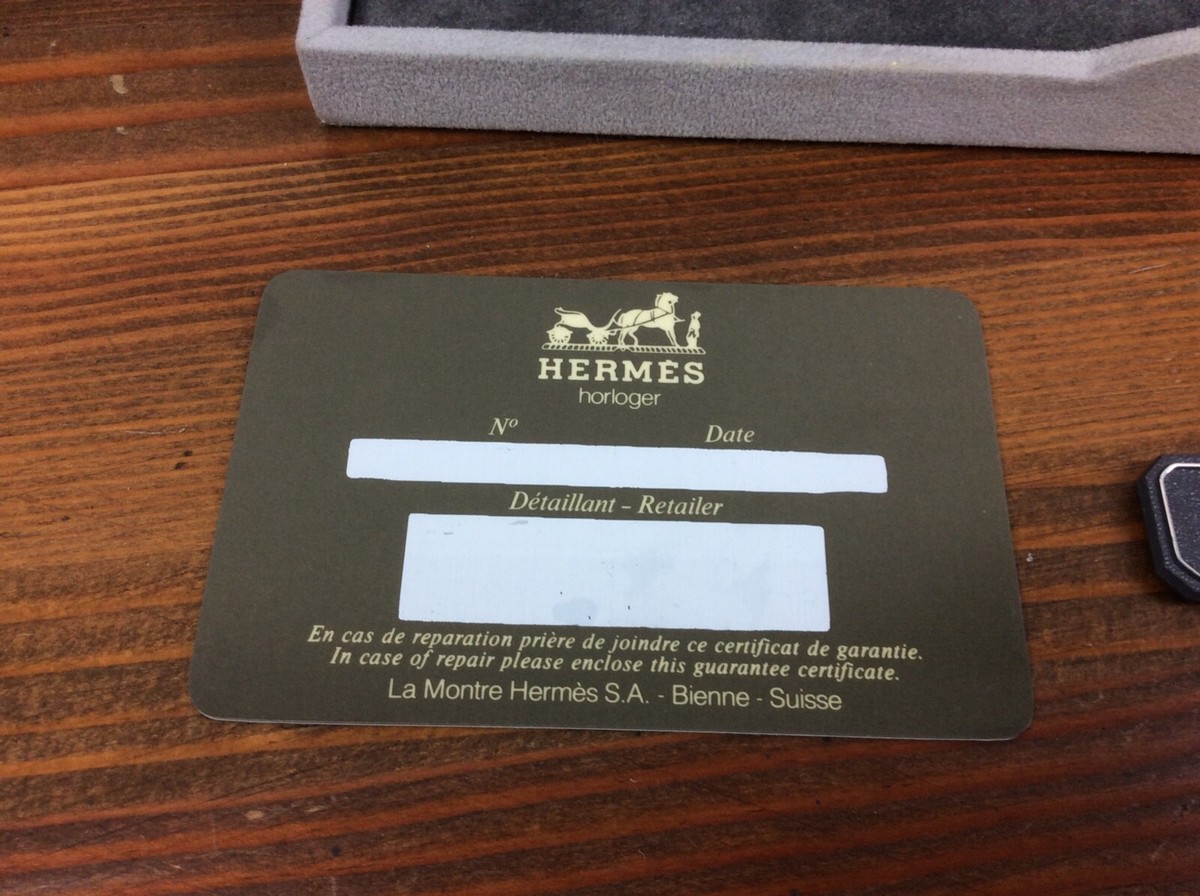 HERMÈS
horloger
Nº Date
Détaillant - Retailer
En cas de reparation prière de joindre ce certificat de garantie.
In case of repair please enclose this guarantee certificate.
La Montre Hermès S.A. - Bienne - Suisse